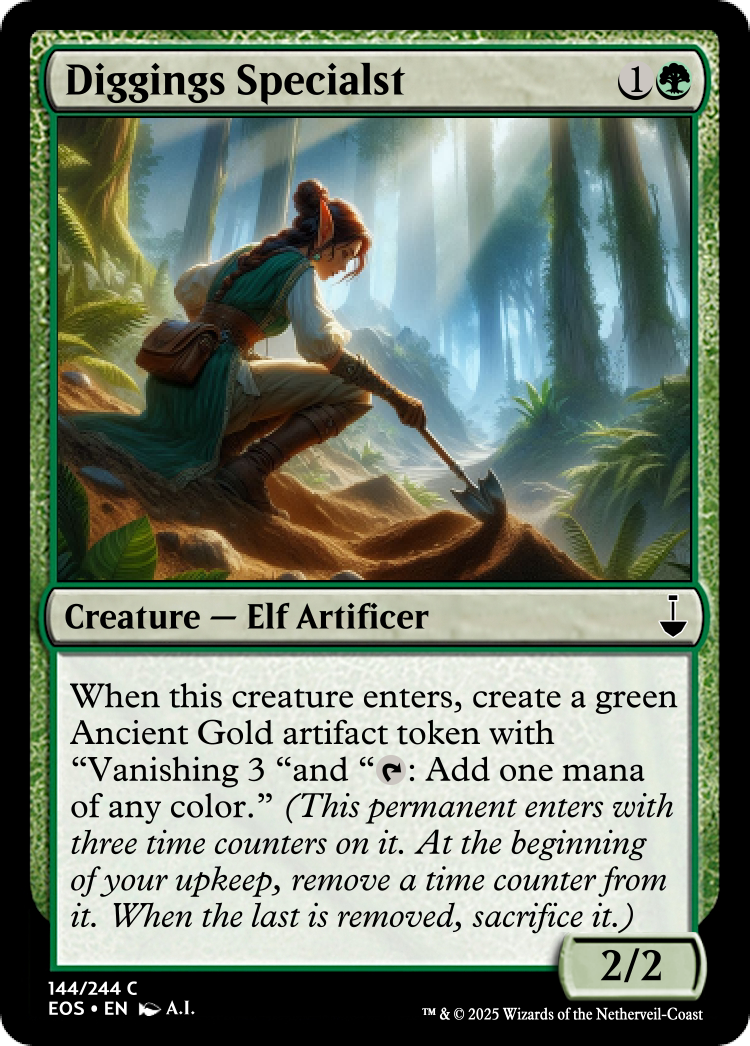 Diggings Specialst 1
Creature — Elf Artificer
When this creature enters, create a green
Ancient Gold artifact token with
“Vanishing 3 “and “: Add one mana
of any color.” (This permanent enters with
three time counters on it. At the beginning
of your upkeep, remove a time counter from
it. When the last is removed, sacrifice it.)
2/2
144/244 C
EOS • EN A.I.
™ & © 2025 Wizards of the Netherveil-Coast